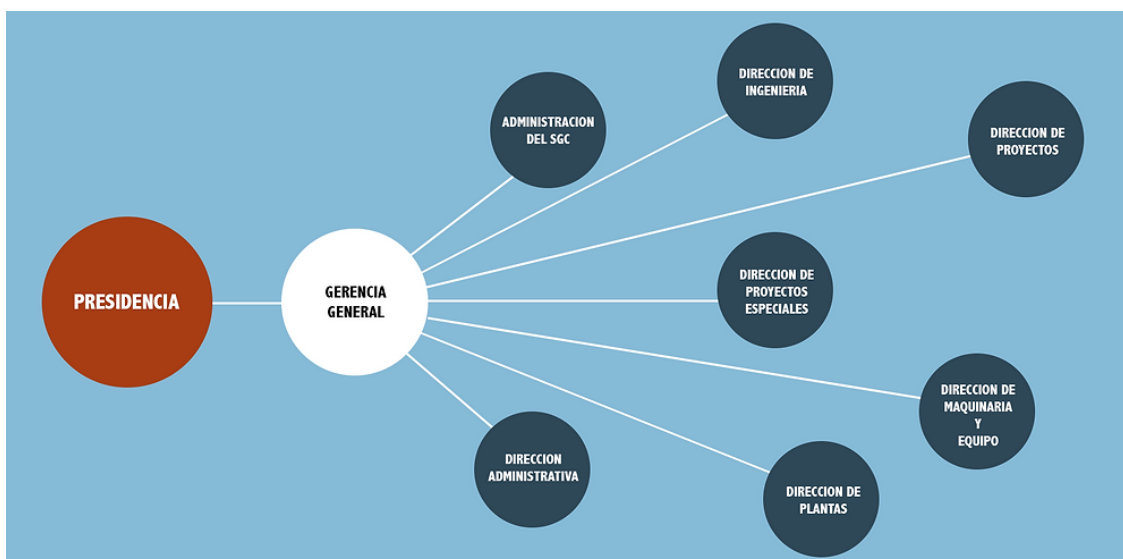 PRESIDENCIA
GERENCIA
GENERAL
ADMINISTRACION
DEL SGC
DIRECCION DE
INGENIERIA
DIRECCION DE
PROYECTOS
DIRECCION DE
PROYECTOS
ESPECIALES
DIRECCION DE
MAQUINARIA
Y
EQUIPO
DIRECCION DE
PLANTAS
DIRECCION
ADMINISTRATIVA